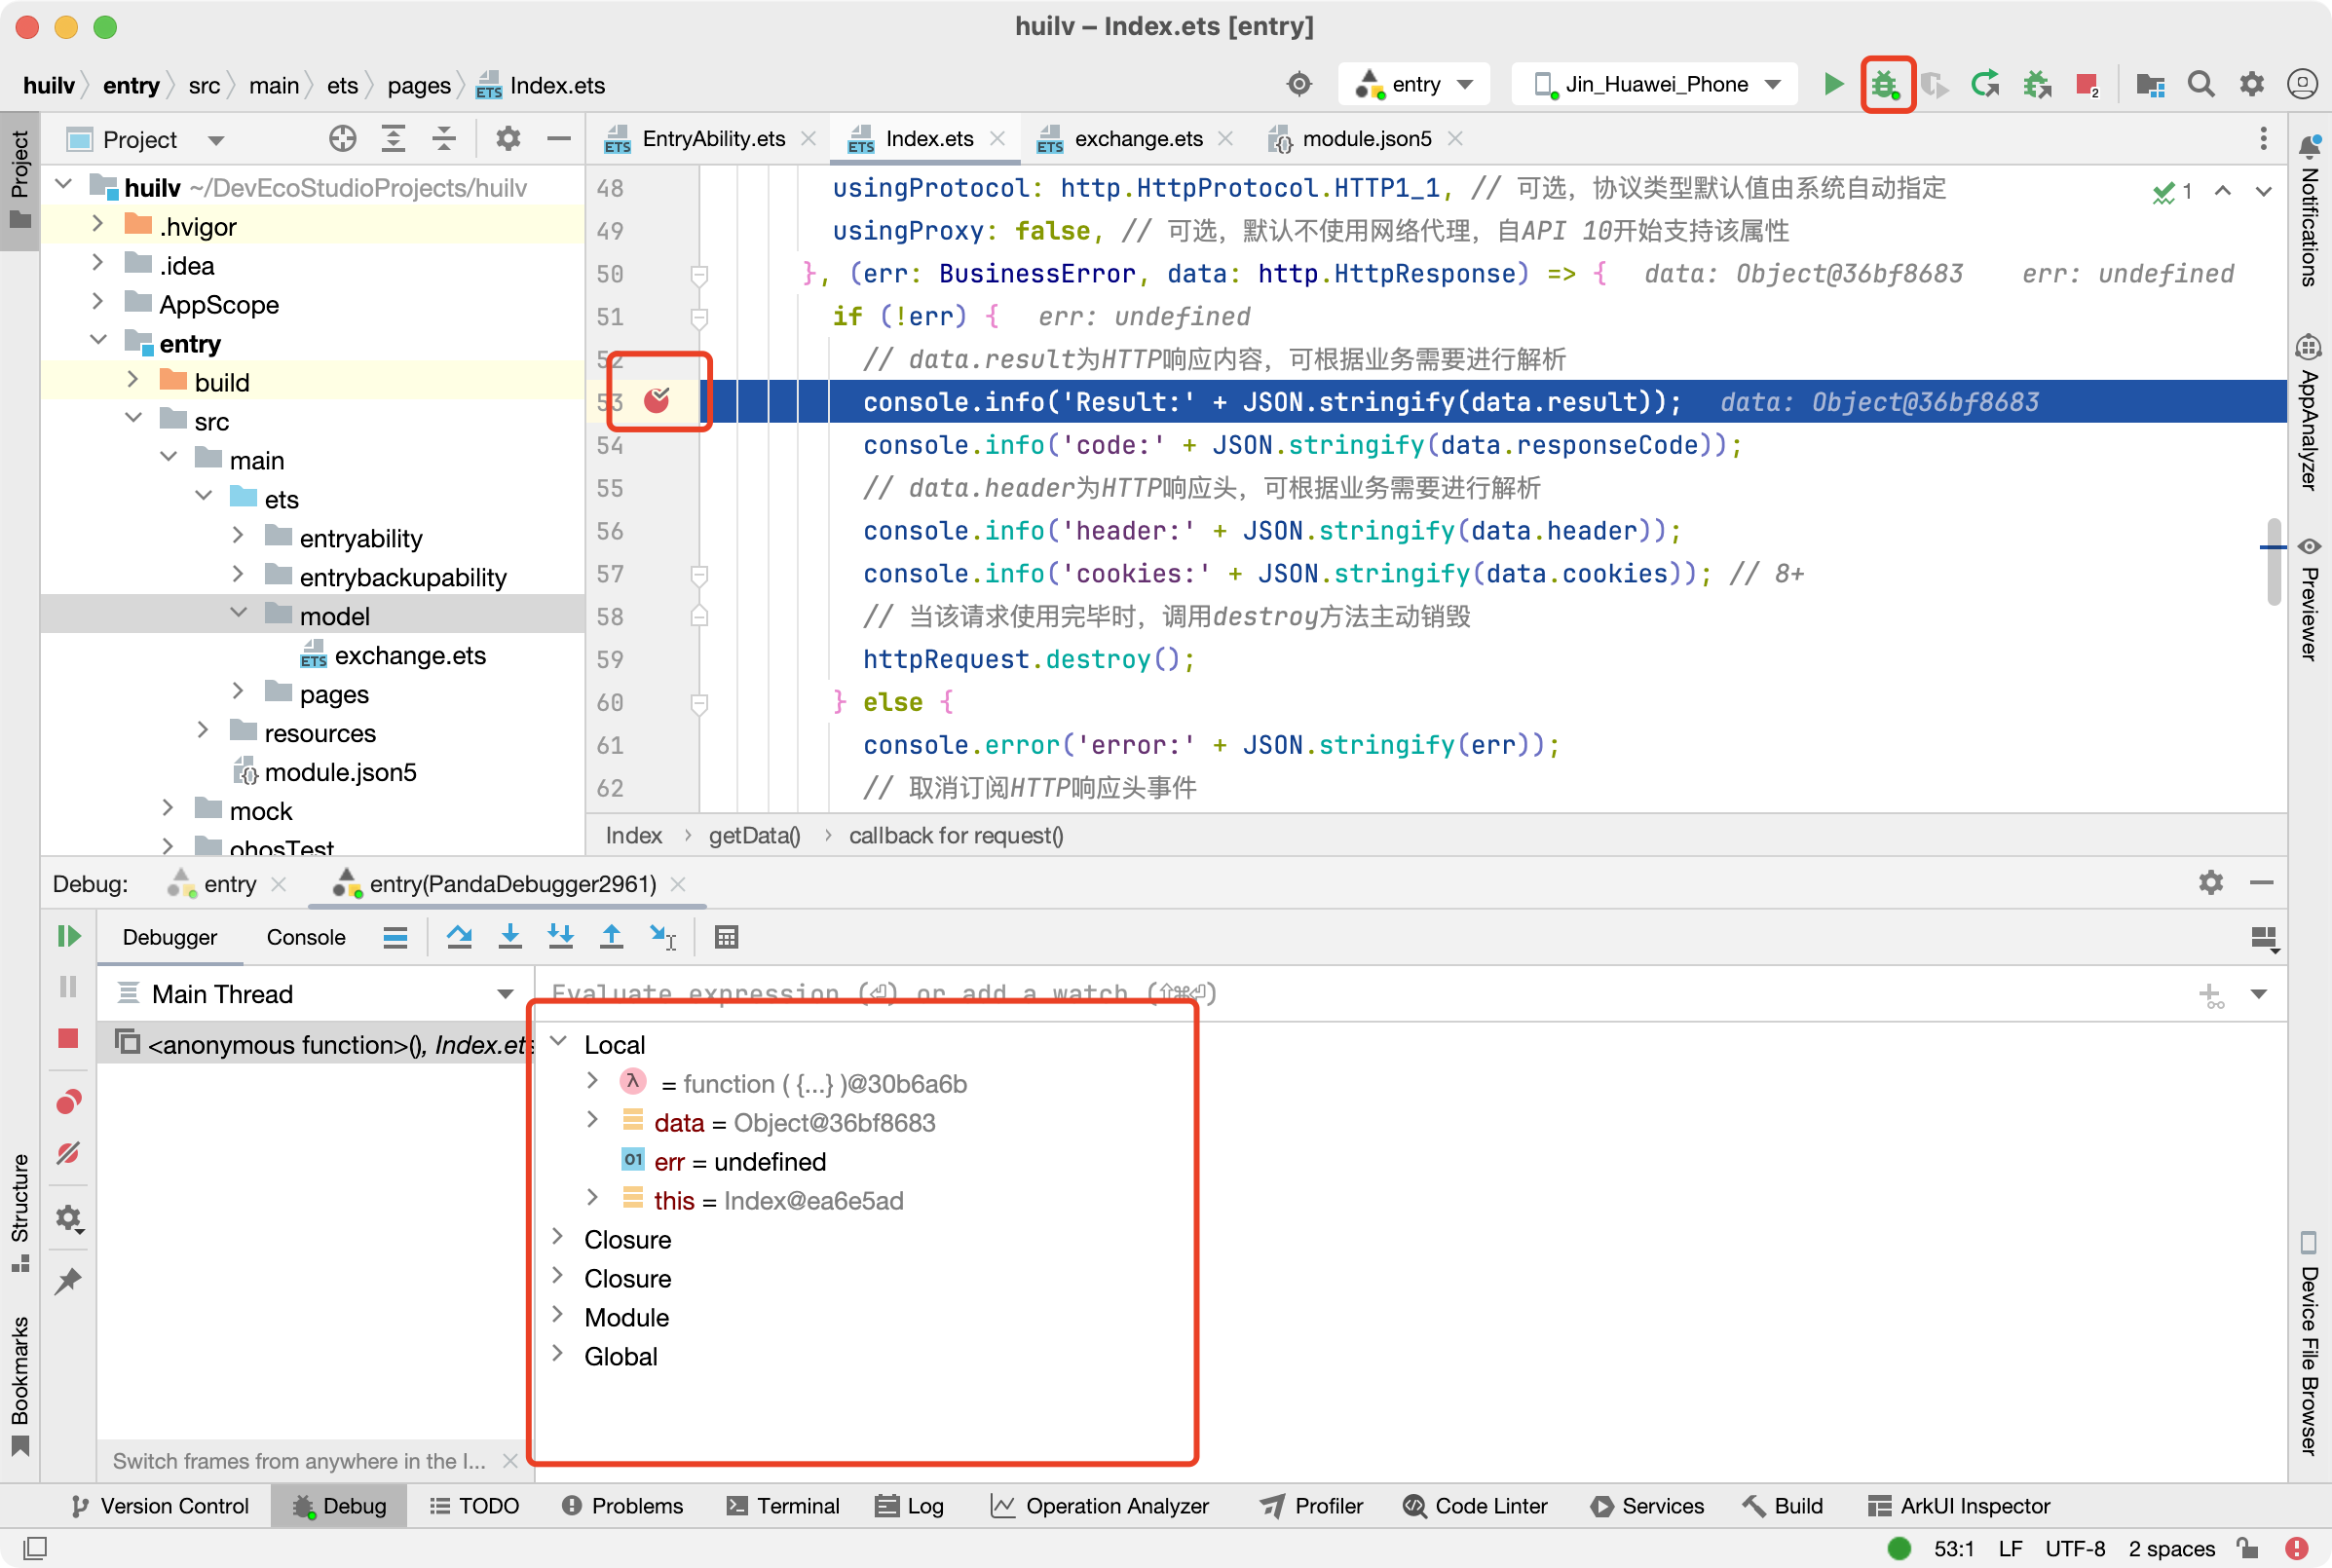 huilv – Index.ets [entry]
huilv entry src main ets pages Index.ets
entry
Jin_Huawei_Phone
2
Project
Project
huilv ~/DevEcoStudioProjects/huilv
.hvigor
.idea
AppScope
entry
build
src
main
ets
entryability
entrybackupability
model
exchange.ets
pages
resources
module.json5
mock
ohosTest
EntryAbility.ets
Index.ets
exchange.ets
module.json5
1
48 usingProtocol: http.HttpProtocol.HTTP1_1, // 可选，协议类型默认值由系统自动指定
49 usingProxy: false, // 可选，默认不使用网络代理，自API 10开始支持该属性
50 }, (err: BusinessError, data: http.HttpResponse) => { data: Object@36bf8683 err: undefined
51 if (!err) { err: undefined
52 // data.result为HTTP响应内容，可根据业务需要进行解析
53 console.info('Result:' + JSON.stringify(data.result)); data: Object@36bf8683
54 console.info('code:' + JSON.stringify(data.responseCode));
55 // data.header为HTTP响应头，可根据业务需要进行解析
56 console.info('header:' + JSON.stringify(data.header));
57 console.info('cookies:' + JSON.stringify(data.cookies)); // 8+
58 // 当该请求使用完毕时，调用destroy方法主动销毁
59 httpRequest.destroy();
60 } else {
61 console.error('error:' + JSON.stringify(err));
62 // 取消订阅HTTP响应头事件
Index › getData() › callback for request()
Notifications
AppAnalyzer
Previewer
Device File Browser
Structure
Bookmarks
Debug: entry entry(PandaDebugger2961)
Debugger Console
Main Thread
Evaluate expression (⏎) or add a watch (⇧⌘⏎)
<anonymous function>(), Index.ets
Local
λ = function ( {...} )@30b6a6b
data = Object@36bf8683
01 err = undefined
this = Index@ea6e5ad
Closure
Closure
Module
Global
Switch frames from anywhere in the I...
Version Control Debug TODO Problems Terminal Log Operation Analyzer Profiler Code Linter Services Build ArkUI Inspector
53:1 LF UTF-8 2 spaces